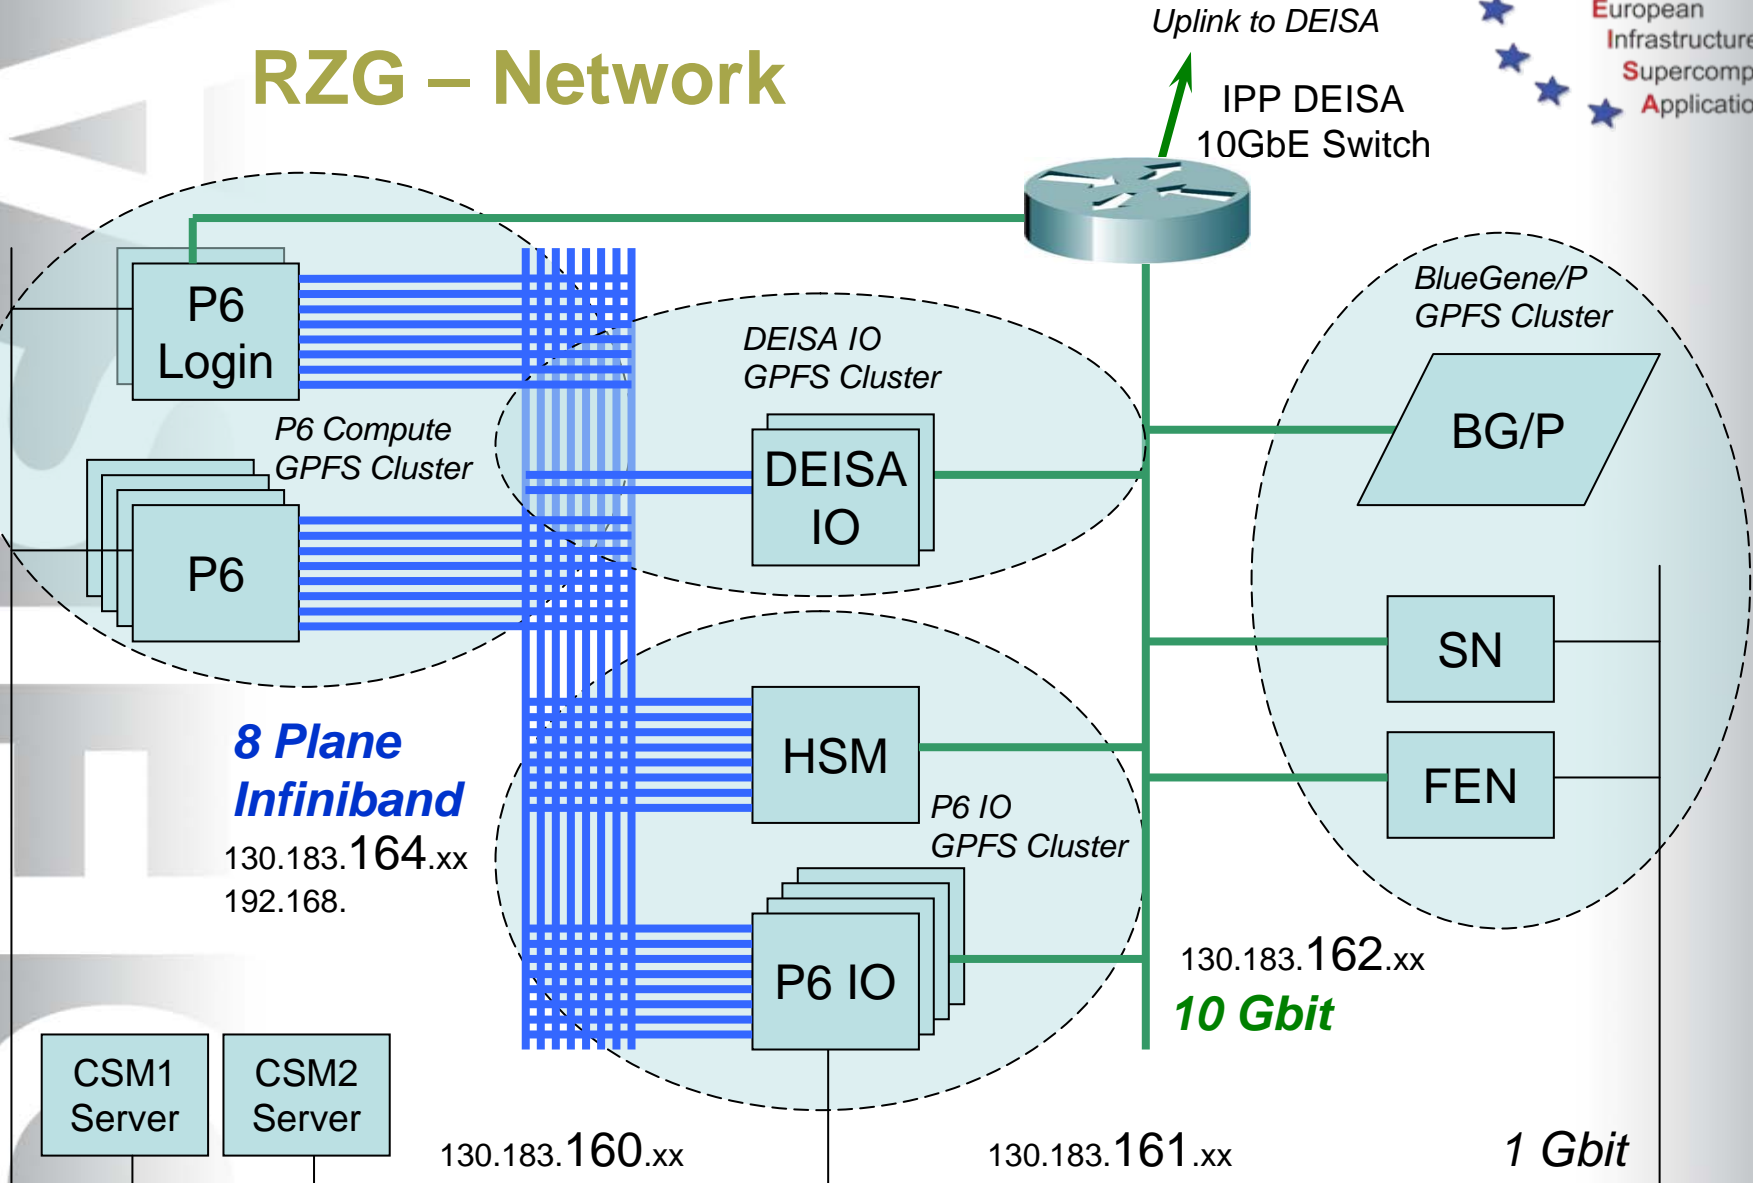 Uplink to DEISA
European
Infrastructure
Supercomp
Applicatio
RZG – Network
IPP DEISA
10GbE Switch
P6
Login
BlueGene/P
GPFS Cluster
DEISA IO
GPFS Cluster
P6 Compute
GPFS Cluster
BG/P
DEISA
IO
P6
SN
8 Plane
Infiniband
130.183.164.xx
192.168.
HSM
FEN
P6 IO
GPFS Cluster
P6 IO
130.183.162.xx
10 Gbit
CSM1
Server
CSM2
Server
130.183.160.xx
130.183.161.xx
1 Gbit